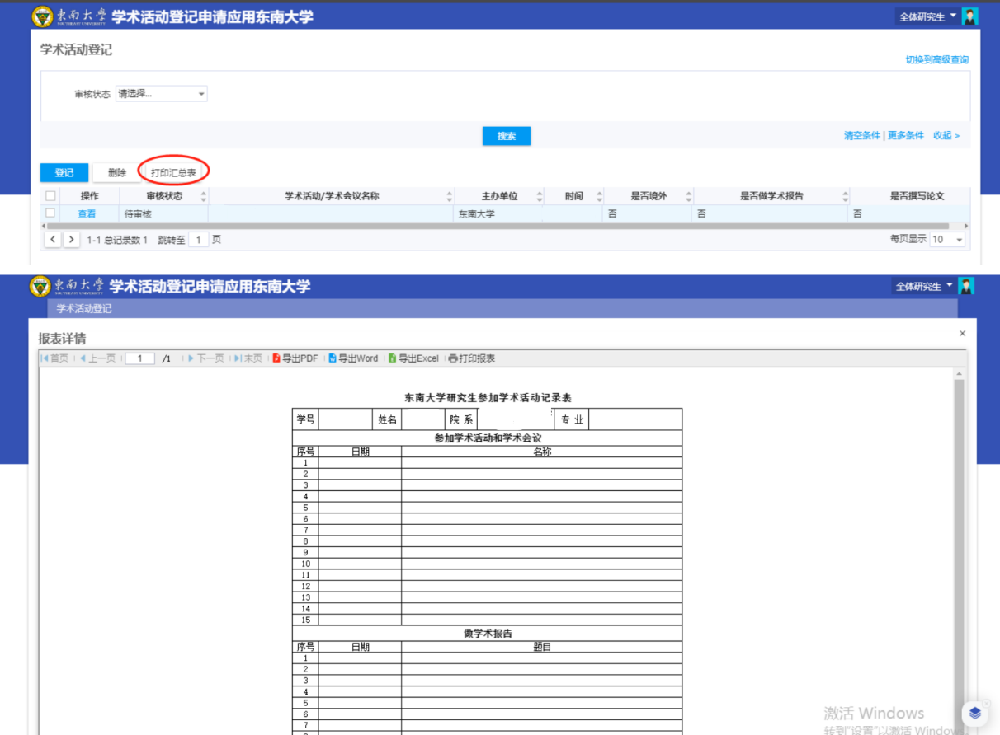 東南大學 学术活动登记申请应用东南大学 全体研究生
SOUTHEAST UNIVERSITY
学术活动登记
切换到高级查询
审核状态 请选择...
搜索 清空条件 | 更多条件 收起 >
登记 删除 打印汇总表
操作 审核状态 学术活动/学术会议名称 主办单位 时间 是否境外 是否做学术报告 是否撰写论文
查看 待审核 东南大学 否 否 否
< > 1-1 总记录数 1 跳转至 1 页 每页显示 10
東南大學 学术活动登记申请应用东南大学 全体研究生
SOUTHEAST UNIVERSITY
学术活动登记
报表详情 ×
首页 上一页 1 /1 下一页 末页 导出PDF 导出Word 导出Excel 打印报表
东南大学研究生参加学术活动记录表
学号 姓名 院 系 专 业
参加学术活动和学术会议
序号 日期 名称
1
2
3
4
5
6
7
8
9
10
11
12
13
14
15
做学术报告
序号 日期 题目
1
2
3
4
5
6
7
激活 Windows
转到"设置"以激活 Windows